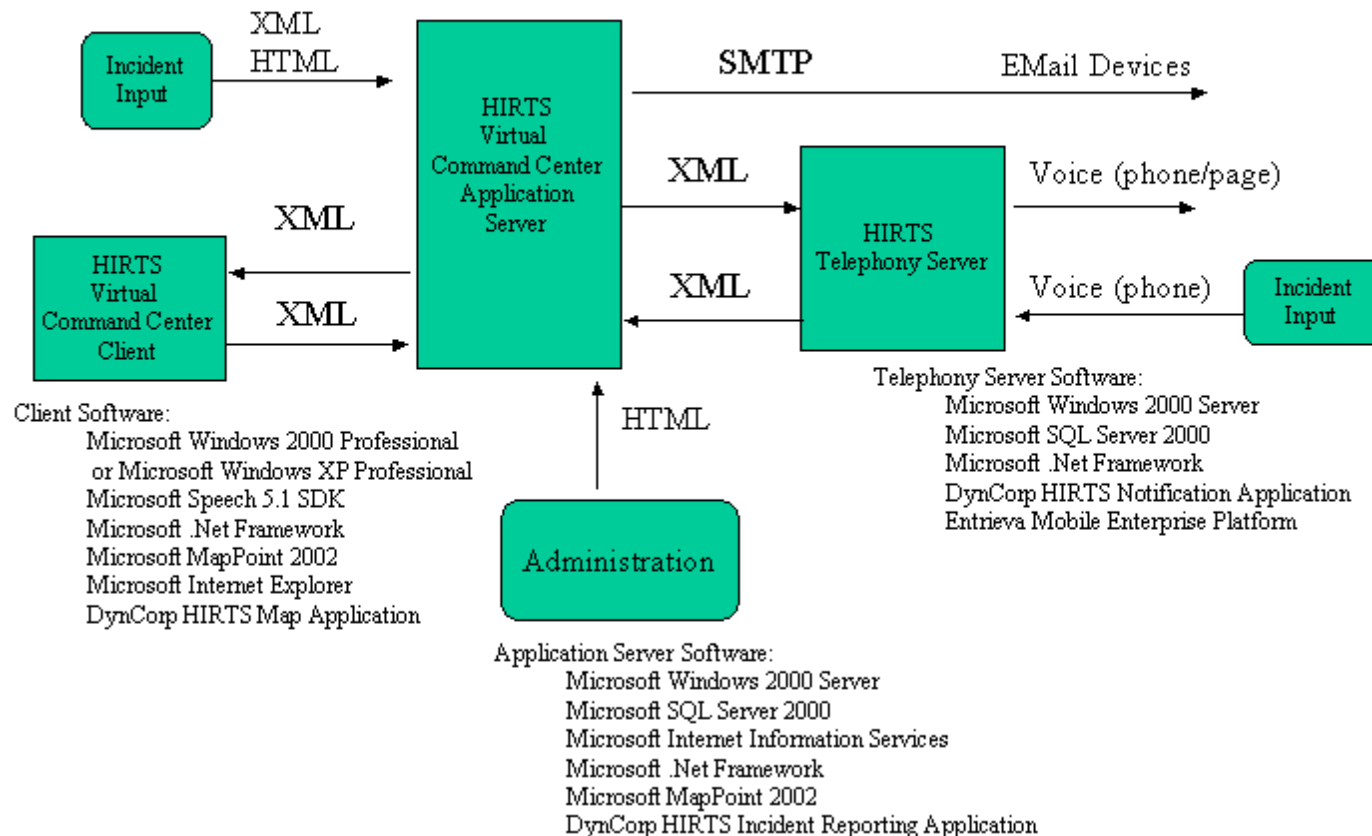 XML
HTML
Incident
Input
HIRTS
Virtual
Command Center
Application
Server
SMTP
EMail Devices
XML
Voice (phone/page)
HIRTS
Telephony Server
XML
Voice (phone)
Incident
Input
XML
HIRTS
Virtual
Command Center
Client
XML
HTML
Administration
Client Software:
Microsoft Windows 2000 Professional
or Microsoft Windows XP Professional
Microsoft Speech 5.1 SDK
Microsoft .Net Framework
Microsoft MapPoint 2002
Microsoft Internet Explorer
DynCorp HIRTS Map Application
Telephony Server Software:
Microsoft Windows 2000 Server
Microsoft SQL Server 2000
Microsoft .Net Framework
DynCorp HIRTS Notification Application
Entrieva Mobile Enterprise Platform
Application Server Software:
Microsoft Windows 2000 Server
Microsoft SQL Server 2000
Microsoft Internet Information Services
Microsoft .Net Framework
Microsoft MapPoint 2002
DynCorp HIRTS Incident Reporting Application